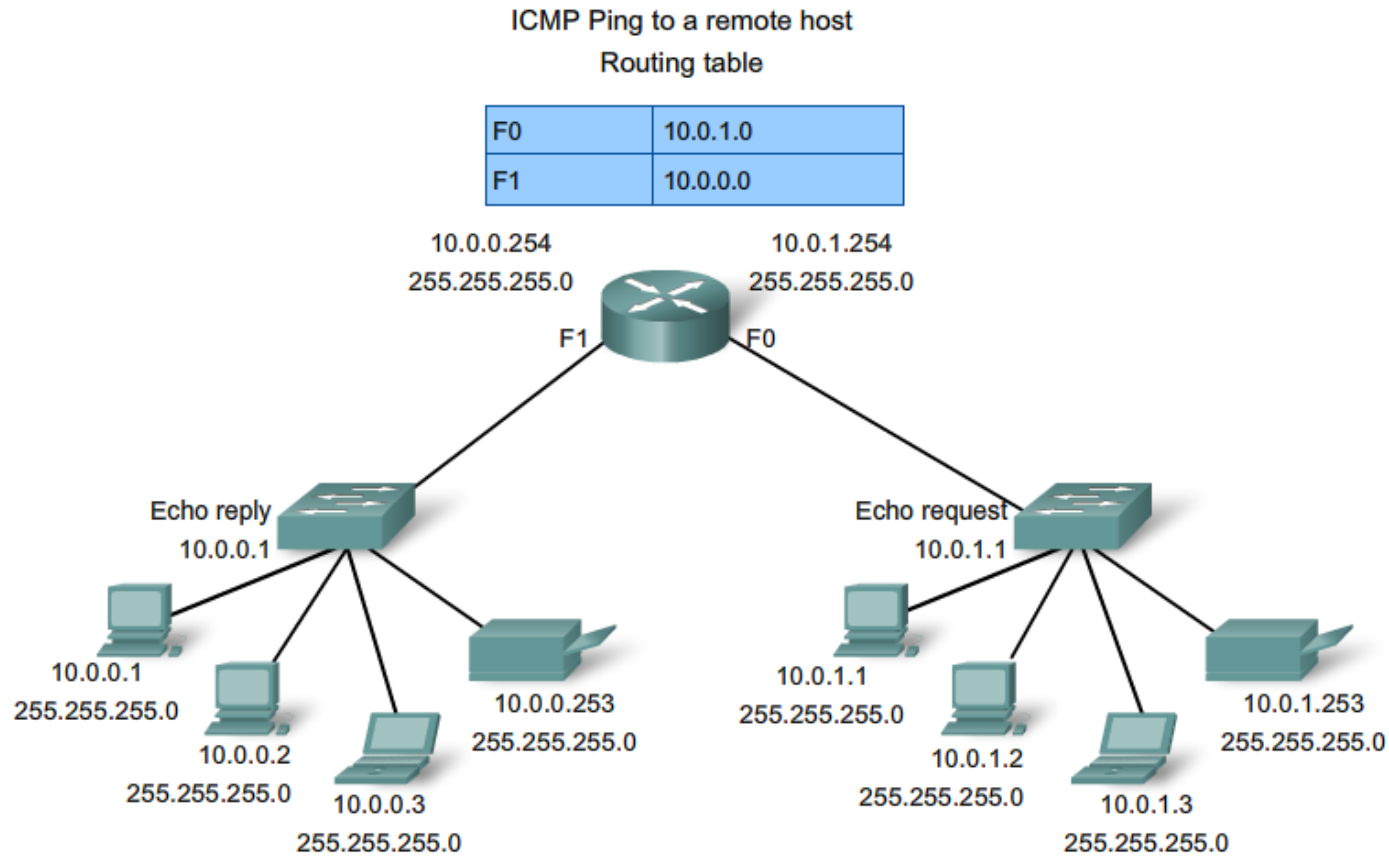 ICMP Ping to a remote host
Routing table
F0 10.0.1.0
F1 10.0.0.0
10.0.0.254
255.255.255.0
10.0.1.254
255.255.255.0
F1
F0
Echo reply
10.0.0.1
Echo request
10.0.1.1
10.0.0.1
255.255.255.0
10.0.0.2
255.255.255.0
10.0.0.3
255.255.255.0
10.0.0.253
255.255.255.0
10.0.1.1
255.255.255.0
10.0.1.2
255.255.255.0
10.0.1.3
255.255.255.0
10.0.1.253
255.255.255.0